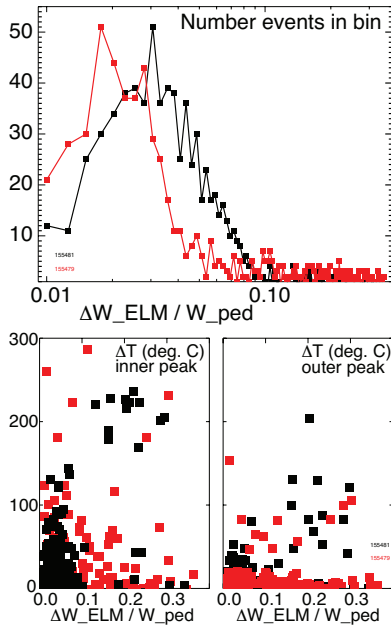 Number events in bin
50
40
30
20
10
155481
155479
0.01
0.10
ΔW_ELM / W_ped
300
200
100
0
ΔT (deg. C)
inner peak
ΔT (deg. C)
outer peak
155481
155479
0.0 0.1 0.2 0.3
0.0 0.1 0.2 0.3
ΔW_ELM / W_ped
ΔW_ELM / W_ped